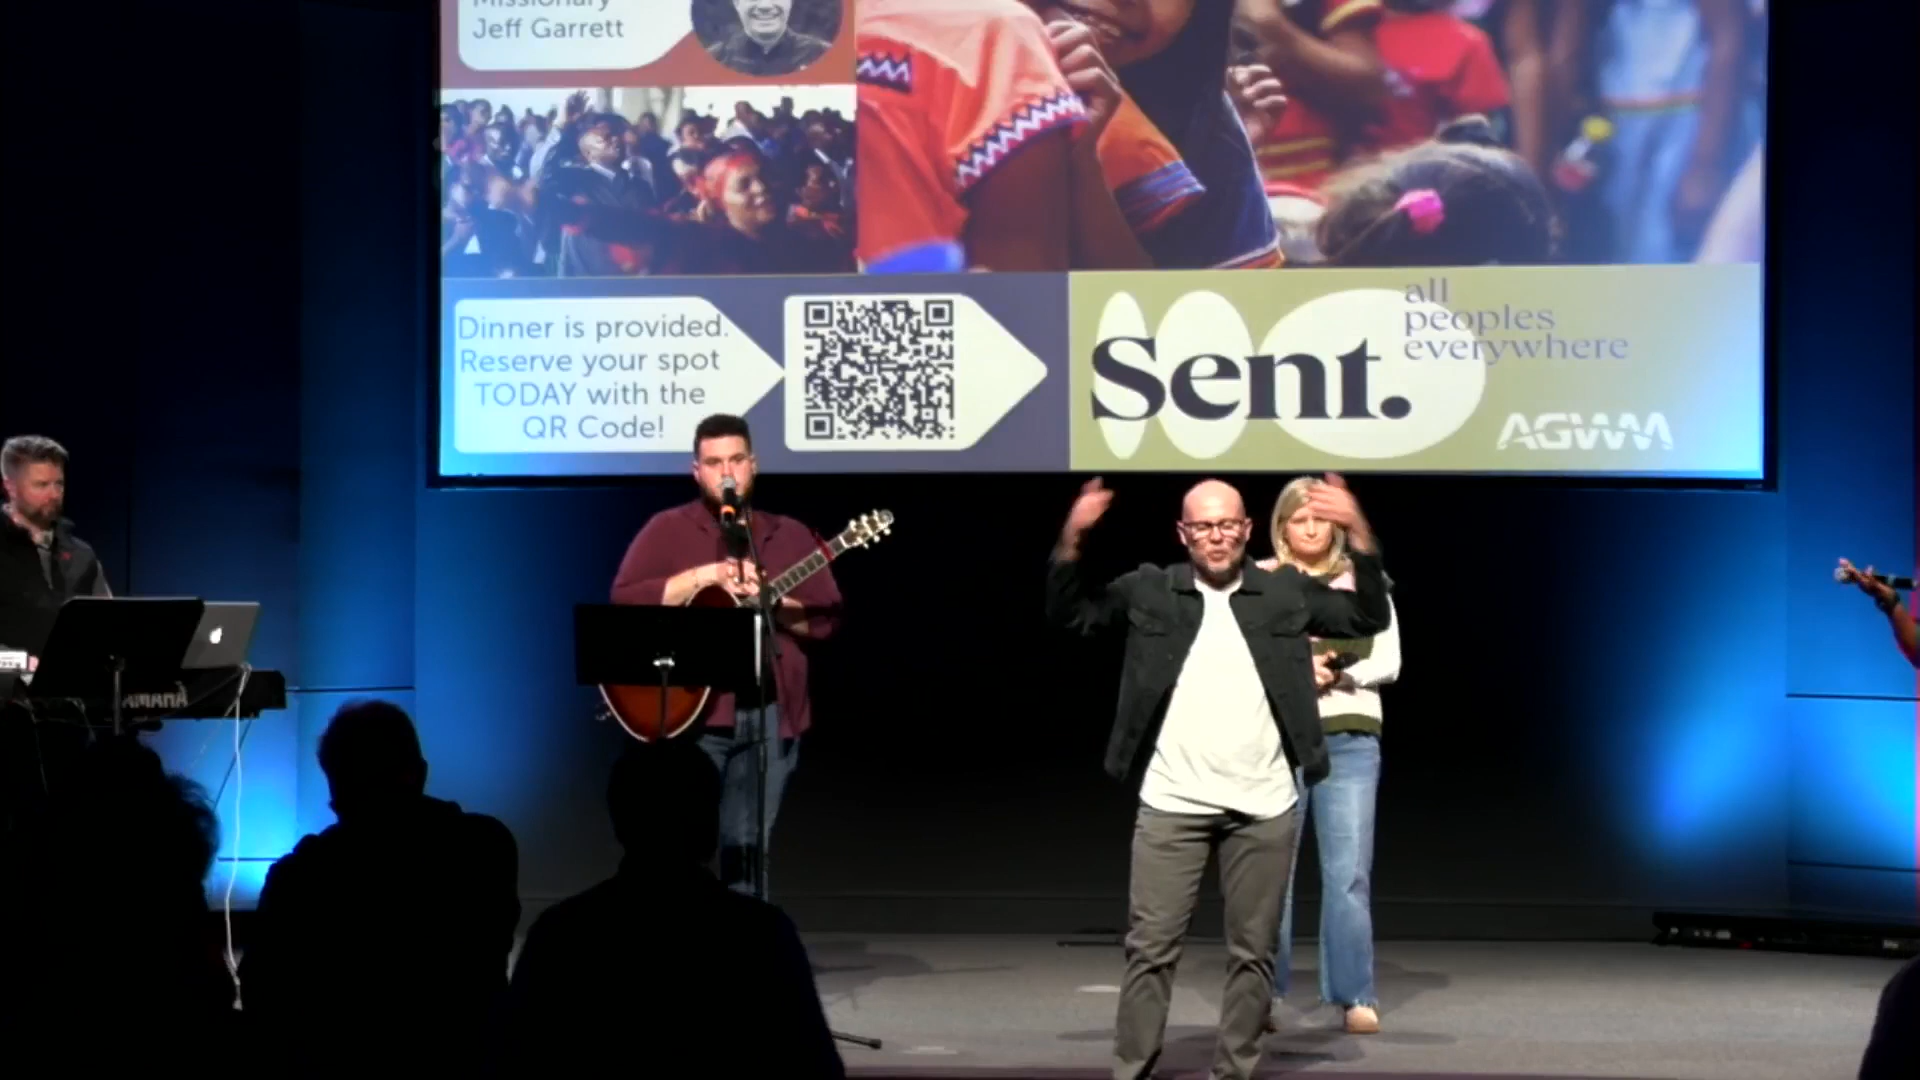 Missionary
Jeff Garrett
Dinner is provided.
Reserve your spot
TODAY with the
QR Code!
Sent.
all
peoples
everywhere
AGWM
YAMAHA